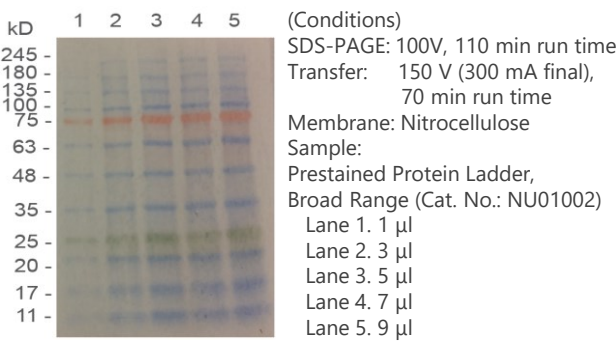 kD
1 2 3 4 5
245 -
180 -
135 -
100 -
75 -
63 -
48 -
35 -
25 -
20 -
17 -
11 -
(Conditions)
SDS-PAGE: 100V, 110 min run time
Transfer: 150 V (300 mA final),
70 min run time
Membrane: Nitrocellulose
Sample:
Prestained Protein Ladder,
Broad Range (Cat. No.: NU01002)
Lane 1. 1 µl
Lane 2. 3 µl
Lane 3. 5 µl
Lane 4. 7 µl
Lane 5. 9 µl